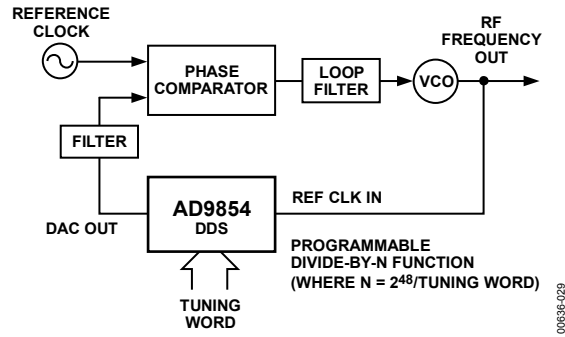 REFERENCE
CLOCK
RF
FREQUENCY
OUT
PHASE
COMPARATOR
LOOP
FILTER
VCO
FILTER
AD9854
DDS
REF CLK IN
DAC OUT
PROGRAMMABLE
DIVIDE-BY-N FUNCTION
(WHERE N = 2⁴⁸/TUNING WORD)
TUNING
WORD
00636-029